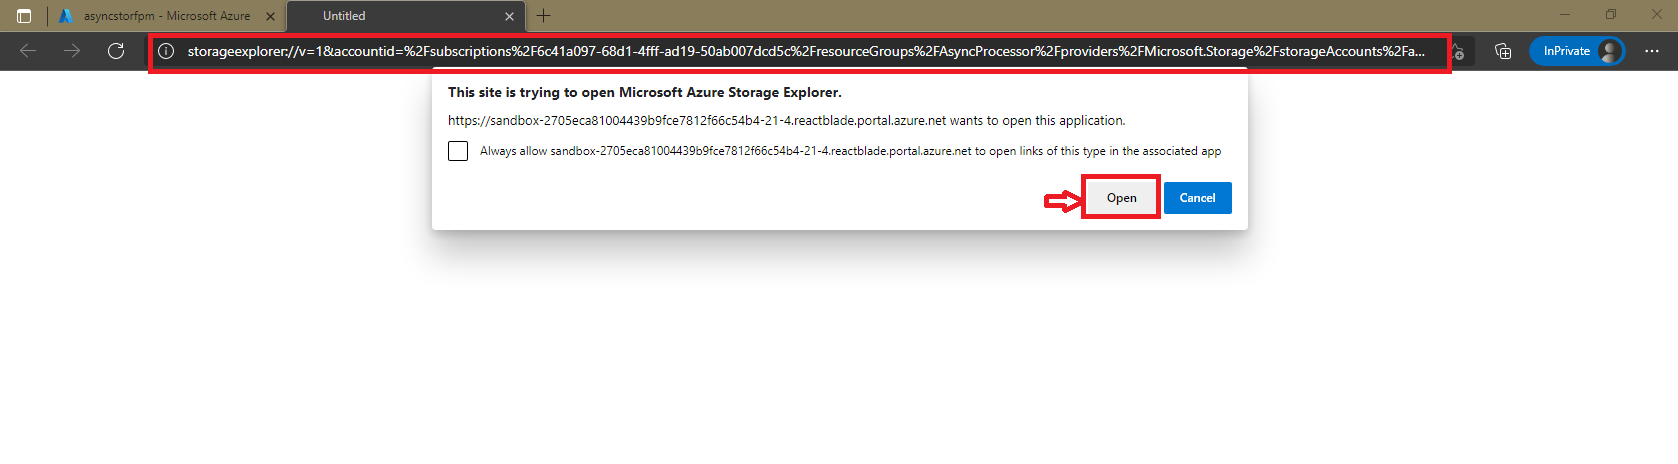 asyncstorfpm - Microsoft Azure
Untitled
storageexplorer://v=1&accountid=%2Fsubscriptions%2F6c41a097-68d1-4fff-ad19-50ab007dcd5c%2FresourceGroups%2FAsyncProcessor%2Fproviders%2FMicrosoft.Storage%2FstorageAccounts%2Fa...
InPrivate
This site is trying to open Microsoft Azure Storage Explorer.
https://sandbox-2705eca81004439b9fce7812f66c54b4-21-4.reactblade.portal.azure.net wants to open this application.
Always allow sandbox-2705eca81004439b9fce7812f66c54b4-21-4.reactblade.portal.azure.net to open links of this type in the associated app
Open
Cancel